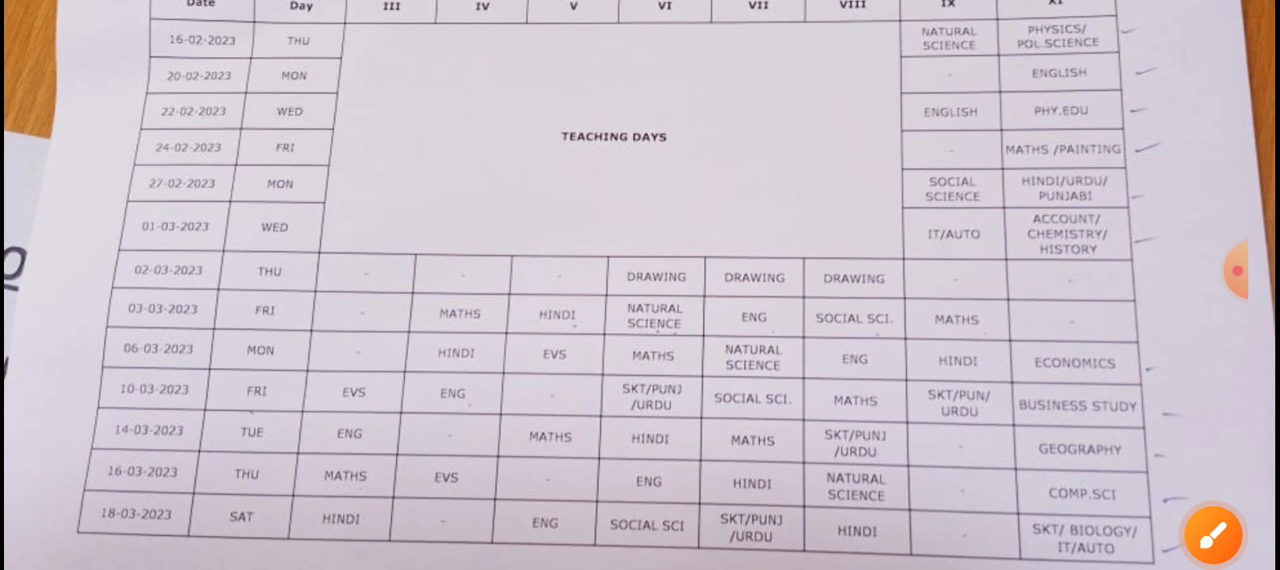 Date Day III IV V VI VII VIII IX XI
16-02-2023 THU NATURAL SCIENCE PHYSICS/ POL.SCIENCE
20-02-2023 MON - ENGLISH
22-02-2023 WED ENGLISH PHY.EDU
TEACHING DAYS
24-02-2023 FRI - MATHS /PAINTING
27-02-2023 MON SOCIAL SCIENCE HINDI/URDU/ PUNJABI
01-03-2023 WED IT/AUTO ACCOUNT/ CHEMISTRY/ HISTORY
02-03-2023 THU - - - DRAWING DRAWING DRAWING - -
03-03-2023 FRI - MATHS HINDI NATURAL SCIENCE ENG SOCIAL SCI. MATHS -
06-03-2023 MON - HINDI EVS MATHS NATURAL SCIENCE ENG HINDI ECONOMICS
10-03-2023 FRI EVS ENG - SKT/PUNJ /URDU SOCIAL SCI. MATHS SKT/PUN/ URDU BUSINESS STUDY
14-03-2023 TUE ENG - MATHS HINDI MATHS SKT/PUNJ /URDU - GEOGRAPHY
16-03-2023 THU MATHS EVS - ENG HINDI NATURAL SCIENCE - COMP.SCI
18-03-2023 SAT HINDI - ENG SOCIAL SCI SKT/PUNJ /URDU HINDI - SKT/ BIOLOGY/ IT/AUTO